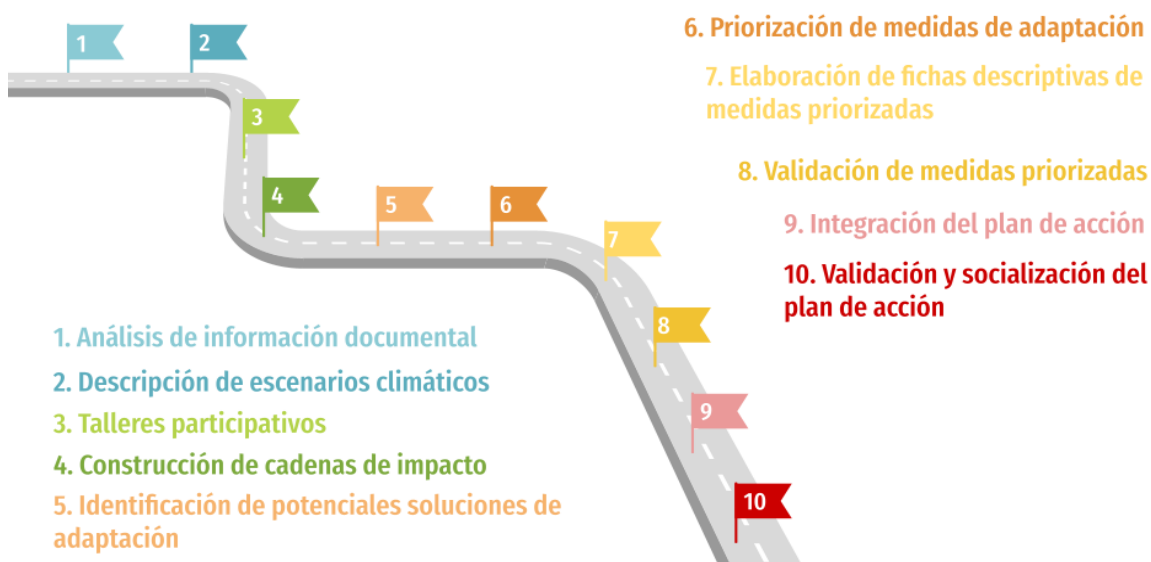 1
2
3
4
5
6
7
8
9
10
1. Análisis de información documental
2. Descripción de escenarios climáticos
3. Talleres participativos
4. Construcción de cadenas de impacto
5. Identificación de potenciales soluciones de
adaptación
6. Priorización de medidas de adaptación
7. Elaboración de fichas descriptivas de
medidas priorizadas
8. Validación de medidas priorizadas
9. Integración del plan de acción
10. Validación y socialización del
plan de acción